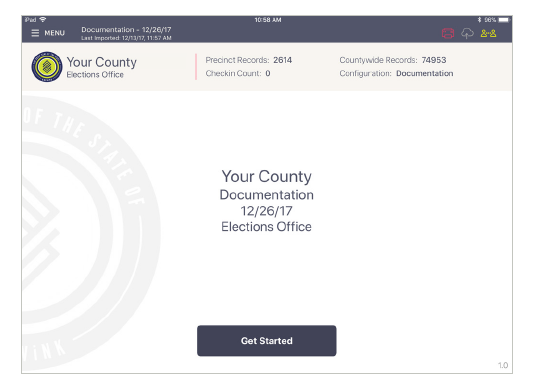 iPad 10:58 AM 96%
MENU Documentation - 12/26/17
Last Imported: 12/13/17, 11:57 AM
Your County
Elections Office
Precinct Records: 2614
Checkin Count: 0
Countywide Records: 74953
Configuration: Documentation
OF THE STATE OF
Your County
Documentation
12/26/17
Elections Office
Get Started
1.0